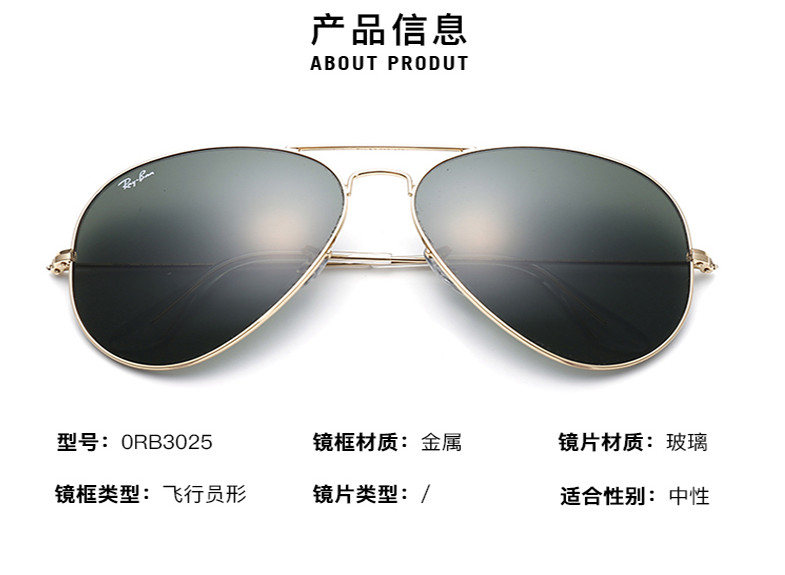 产品信息
ABOUT PRODUT
Ray-Ban
型号：0RB3025 镜框材质：金属 镜片材质：玻璃
镜框类型：飞行员形 镜片类型：/ 适合性别：中性